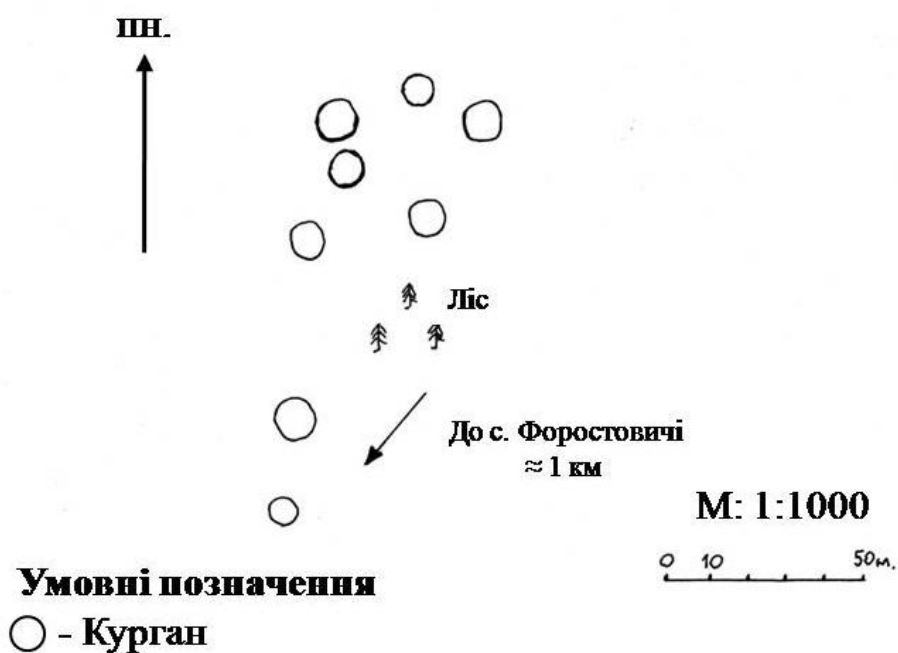 ПН.
Ліс
До с. Форостовичі
≈ 1 км
М: 1:1000
0 10 50м.
Умовні позначення
- Курган